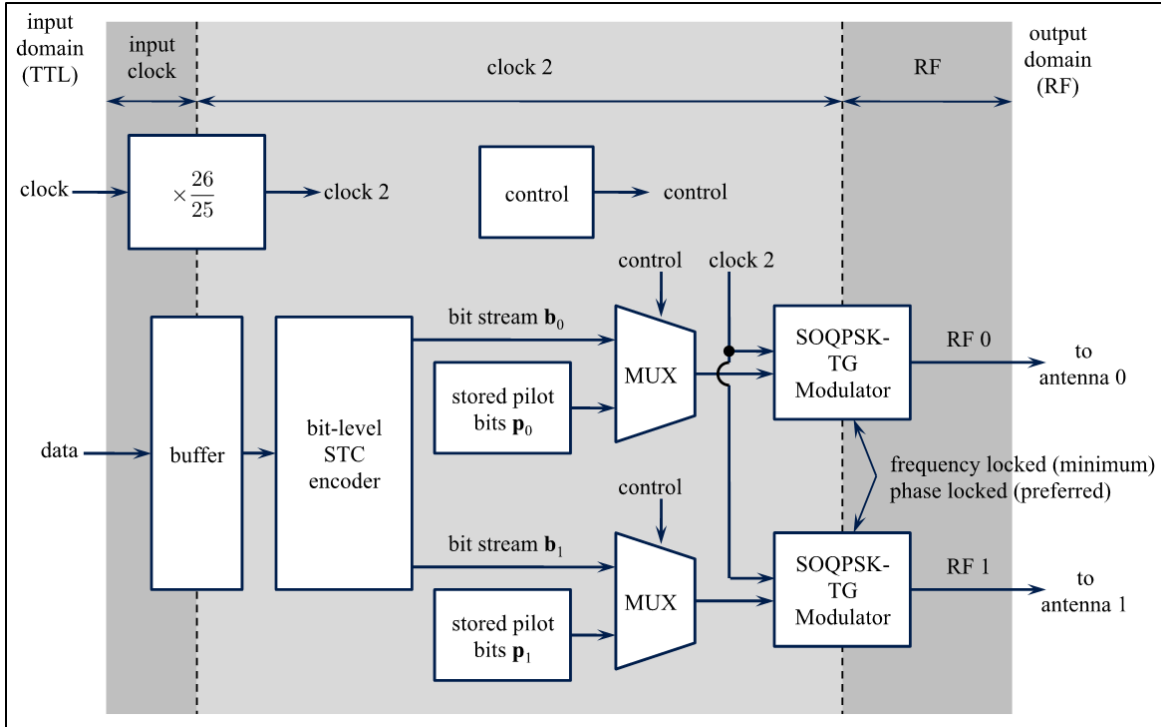 input
domain
(TTL)
input
clock
clock 2
RF
output
domain
(RF)
clock
× 26/25
clock 2
control
control
control
clock 2
bit stream b₀
SOQPSK-
TG
Modulator
RF 0
to
antenna 0
MUX
stored pilot
bits p₀
data
buffer
bit-level
STC
encoder
frequency locked (minimum)
phase locked (preferred)
control
bit stream b₁
SOQPSK-
TG
Modulator
RF 1
to
antenna 1
MUX
stored pilot
bits p₁